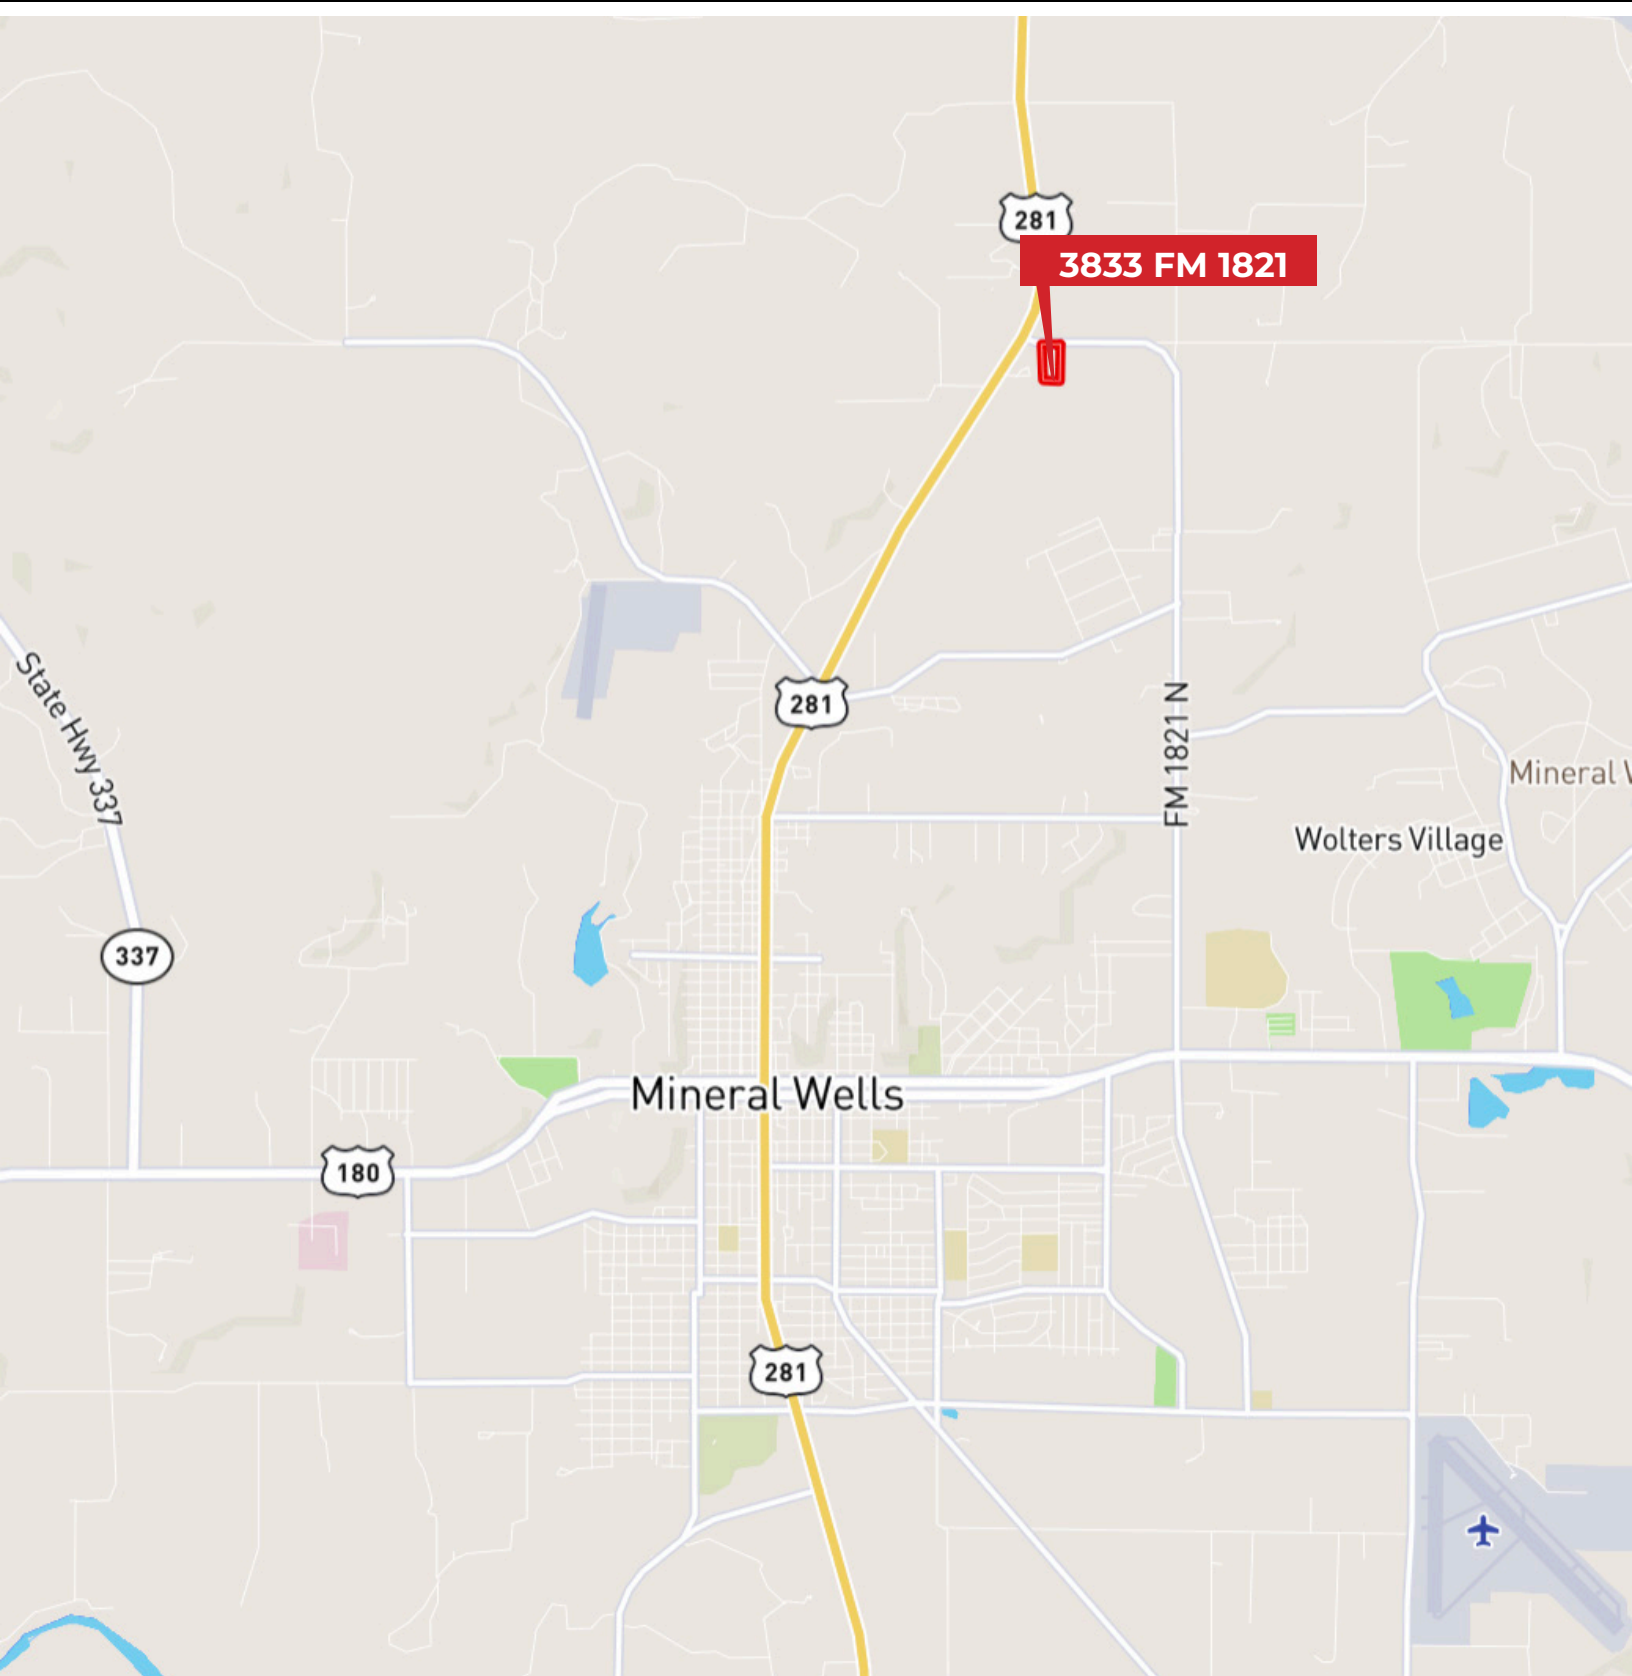 281
3833 FM 1821
State Hwy 337
281
FM 1821 N
Mineral
Wolters Village
337
Mineral Wells
180
281